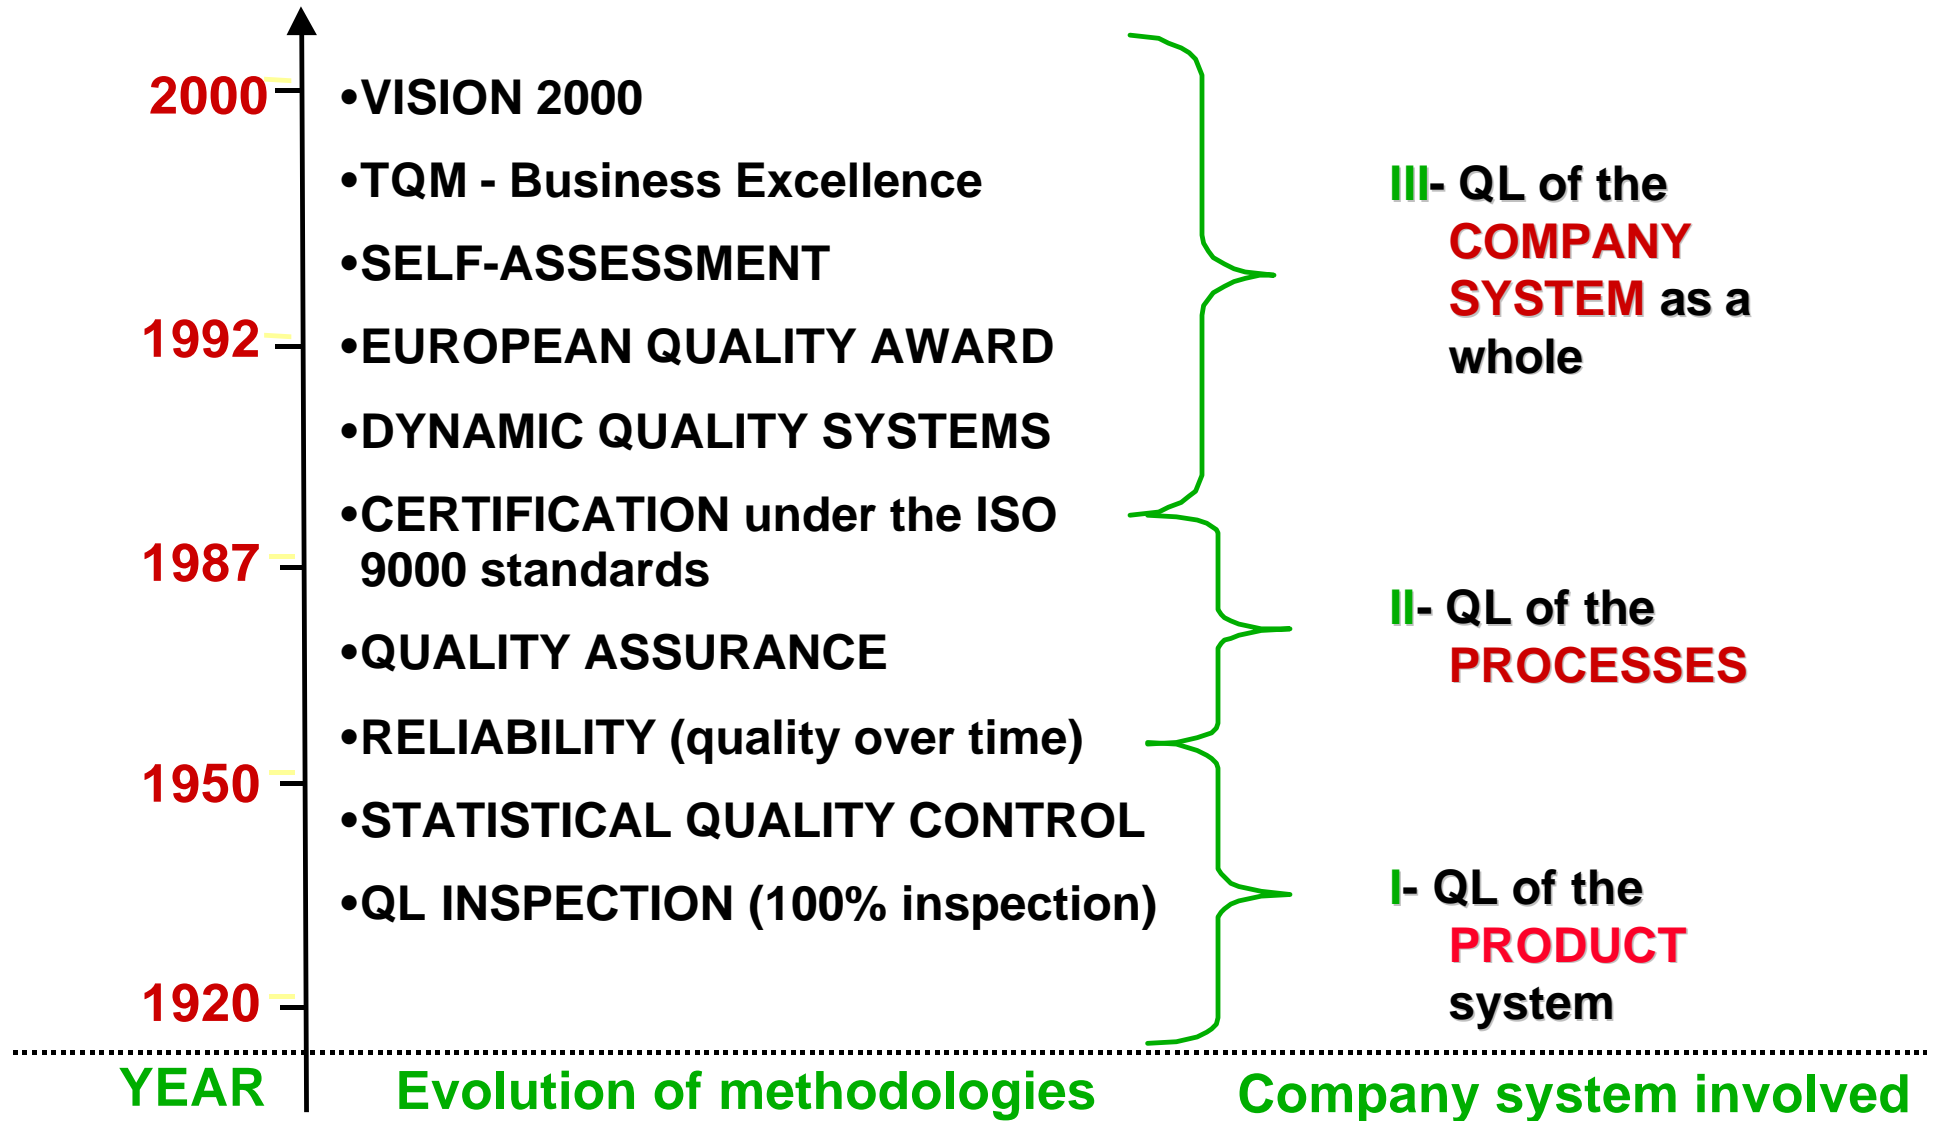 2000
•VISION 2000
•TQM - Business Excellence
III- QL of the
COMPANY
SYSTEM as a
whole
•SELF-ASSESSMENT
1992
•EUROPEAN QUALITY AWARD
•DYNAMIC QUALITY SYSTEMS
•CERTIFICATION under the ISO
9000 standards
1987
II- QL of the
PROCESSES
•QUALITY ASSURANCE
•RELIABILITY (quality over time)
1950
•STATISTICAL QUALITY CONTROL
•QL INSPECTION (100% inspection)
I- QL of the
PRODUCT
system
1920
YEAR
Evolution of methodologies
Company system involved